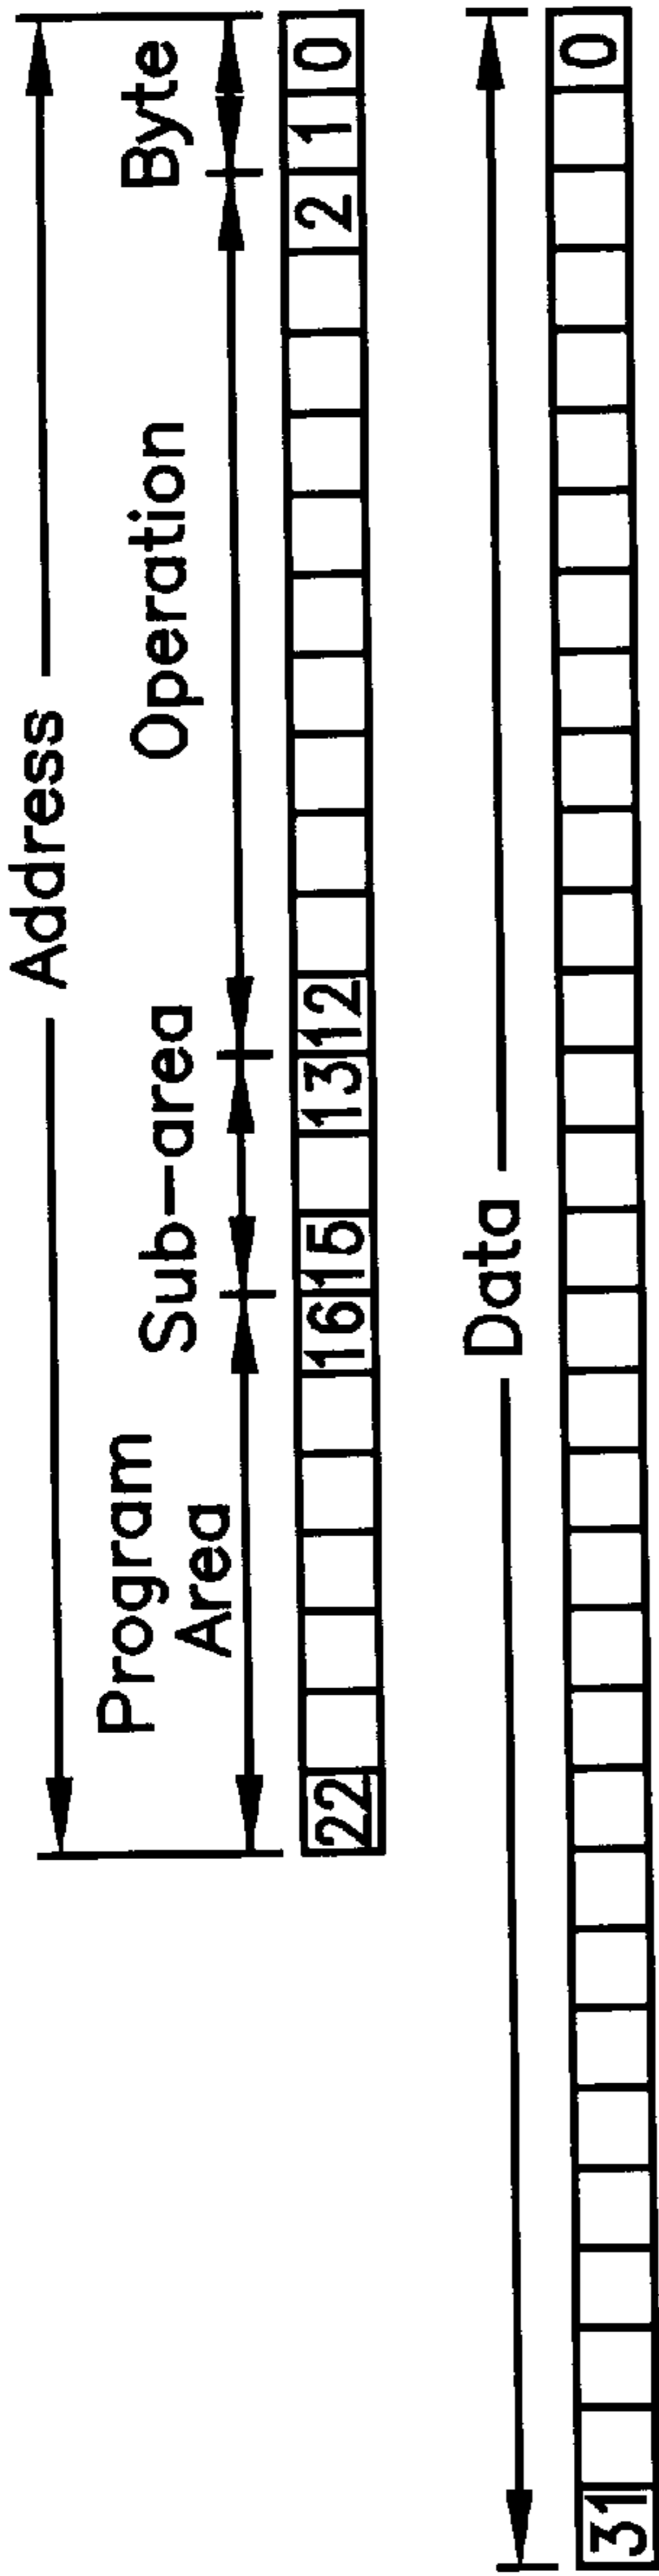 Address
Program Area
Sub-area
Operation
Byte
22 16 15 13 12 2 1 0
Data
31 0